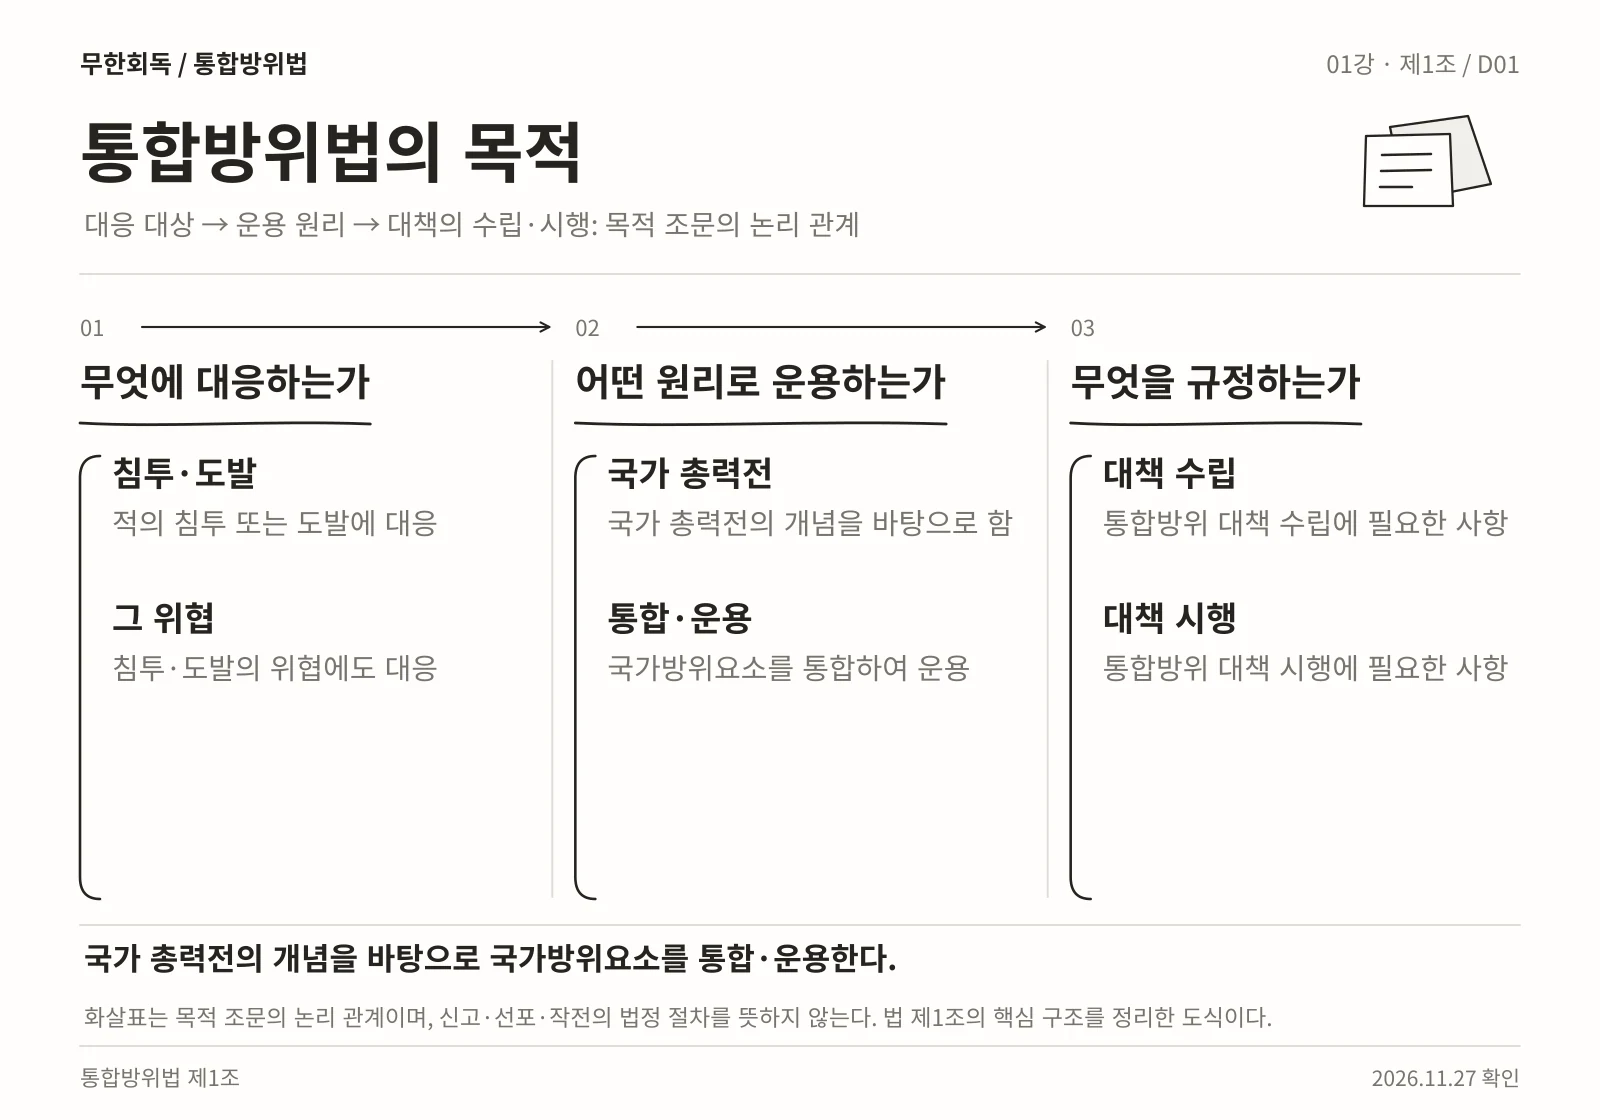 무한회독 / 통합방위법
01강 · 제1조 / D01
통합방위법의 목적
대응 대상 → 운용 원리 → 대책의 수립·시행: 목적 조문의 논리 관계
01
02
03
무엇에 대응하는가
어떤 원리로 운용하는가
무엇을 규정하는가
침투·도발
적의 침투 또는 도발에 대응
그 위협
침투·도발의 위협에도 대응
국가 총력전
국가 총력전의 개념을 바탕으로 함
통합·운용
국가방위요소를 통합하여 운용
대책 수립
통합방위 대책 수립에 필요한 사항
대책 시행
통합방위 대책 시행에 필요한 사항
국가 총력전의 개념을 바탕으로 국가방위요소를 통합·운용한다.
화살표는 목적 조문의 논리 관계이며, 신고·선포·작전의 법정 절차를 뜻하지 않는다. 법 제1조의 핵심 구조를 정리한 도식이다.
통합방위법 제1조
2026.11.27 확인